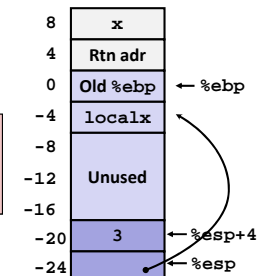 8 x
4 Rtn adr
0 Old %ebp %ebp
-4 localx
-8
-12 Unused
-16
-20 3 %esp+4
-24 %esp